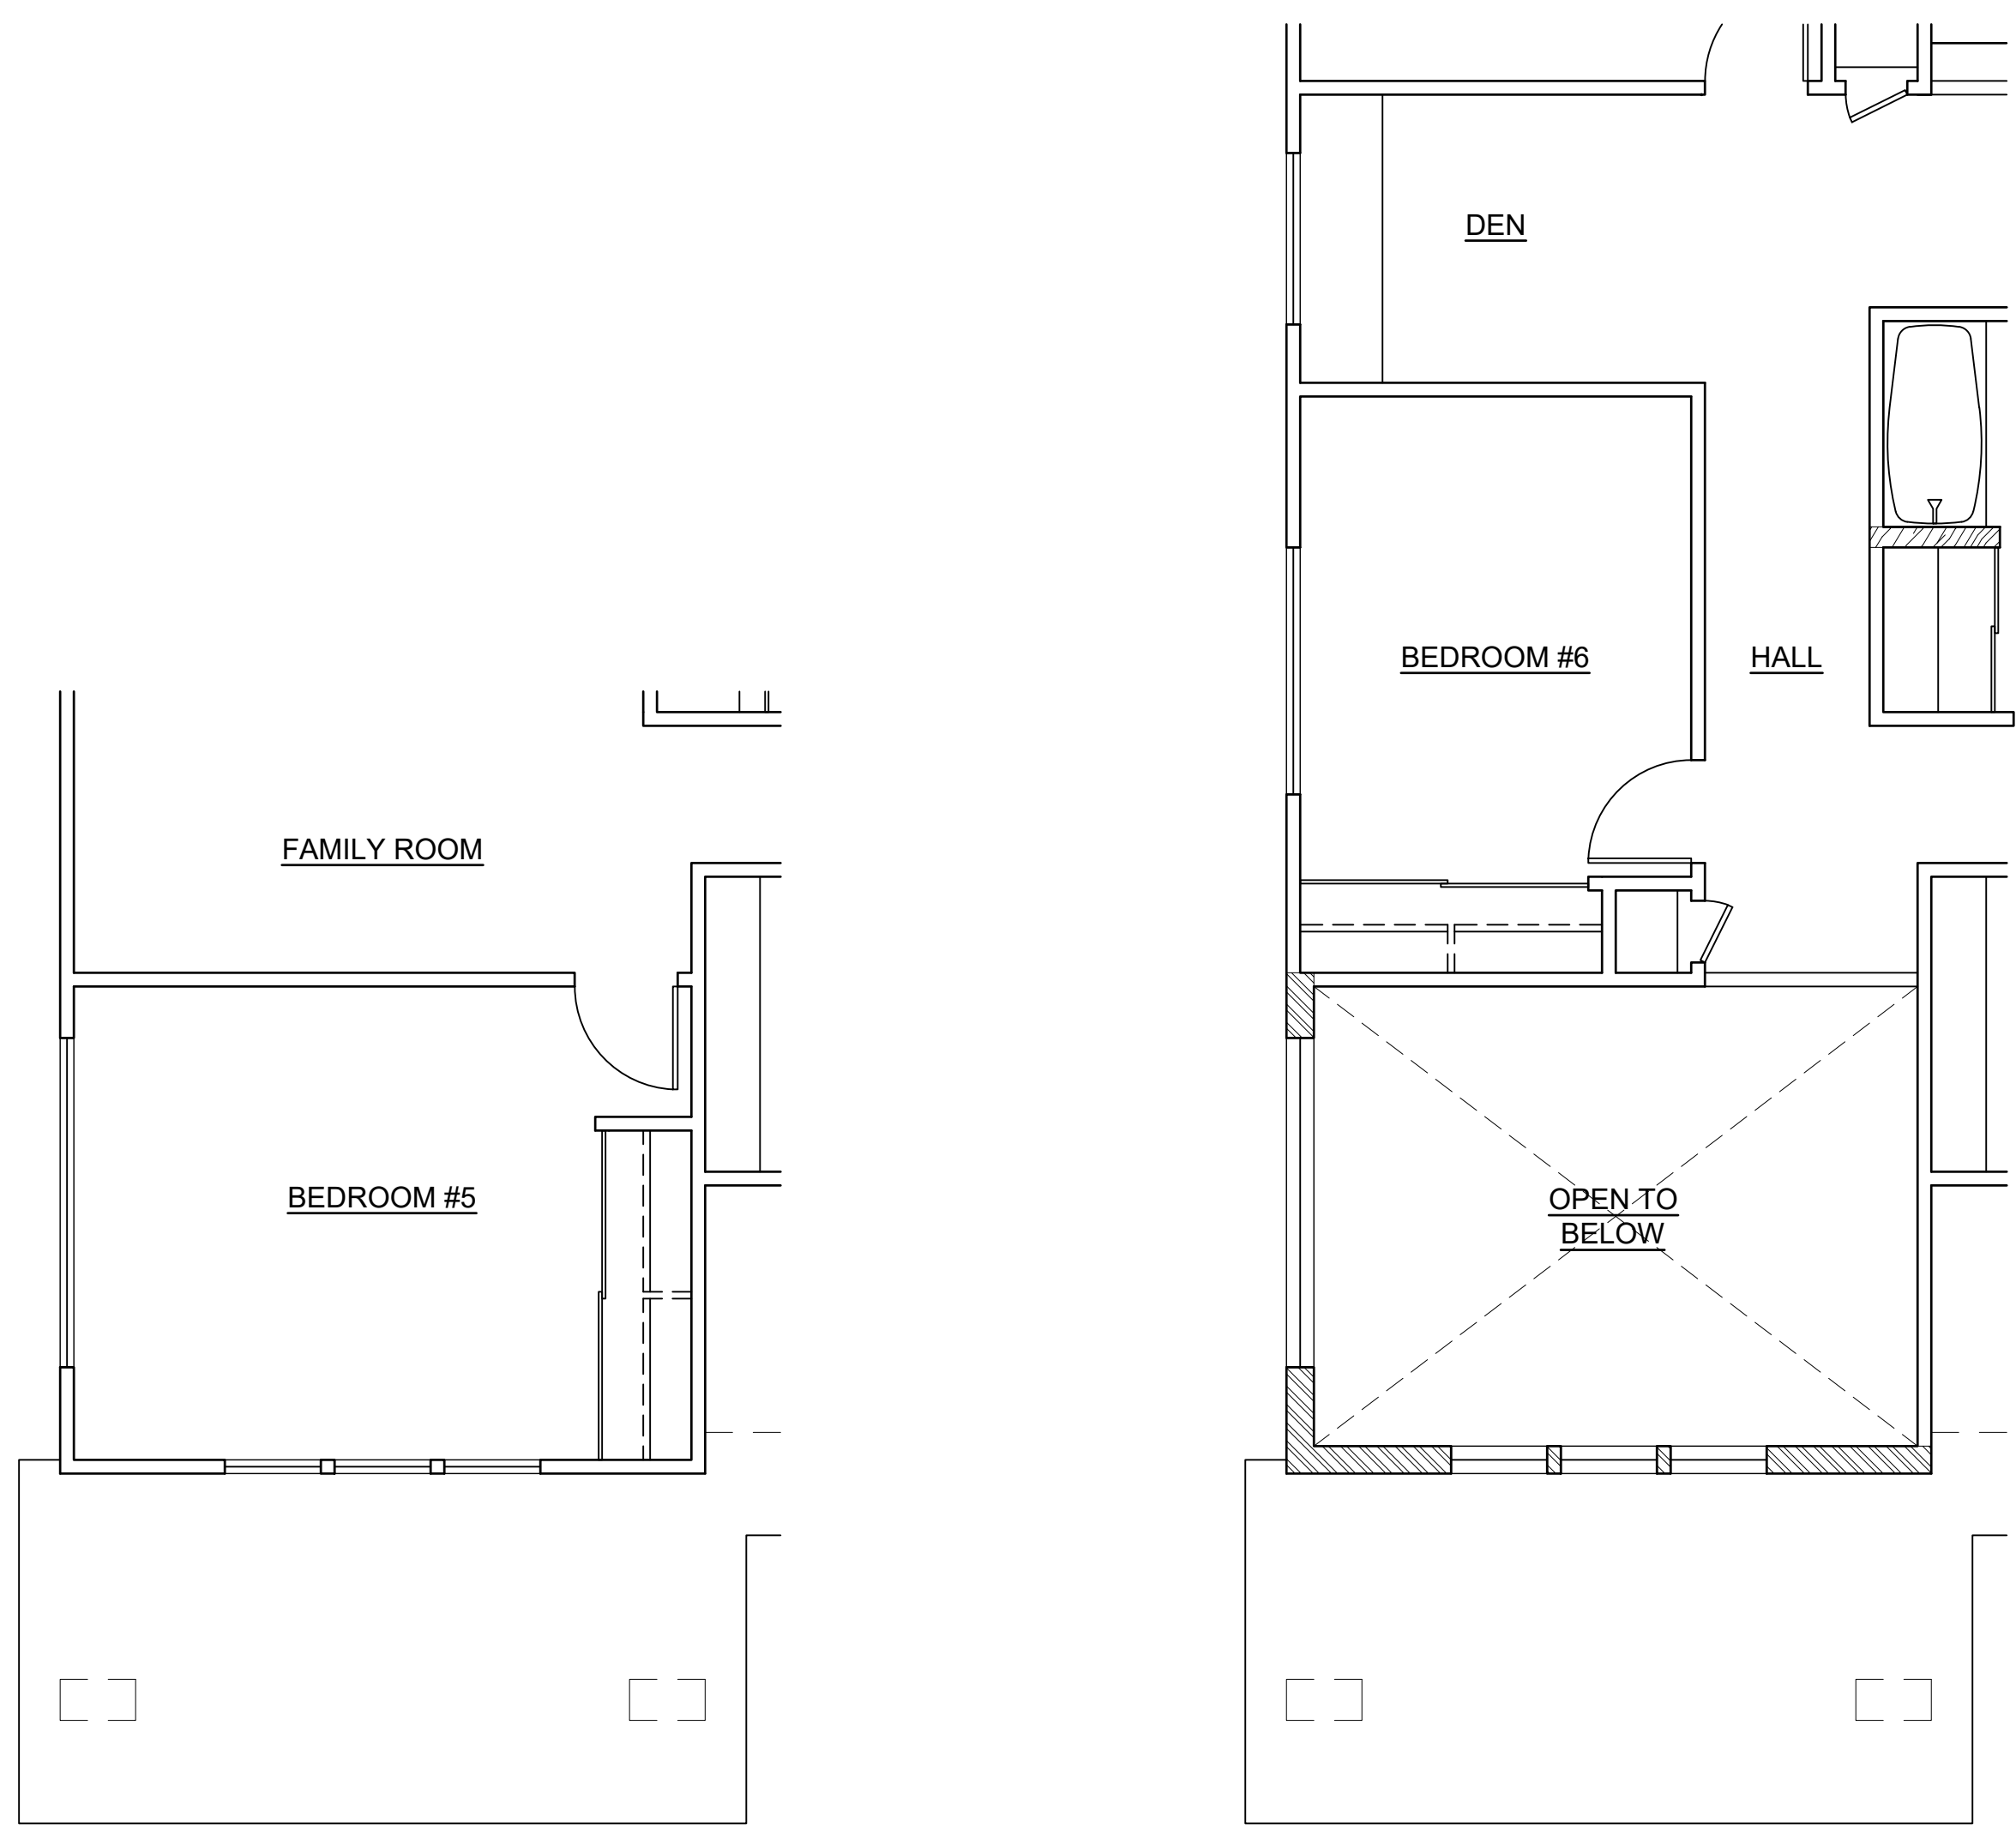 DEN
BEDROOM #6
HALL
FAMILY ROOM
BEDROOM #5
OPEN TO
BELOW